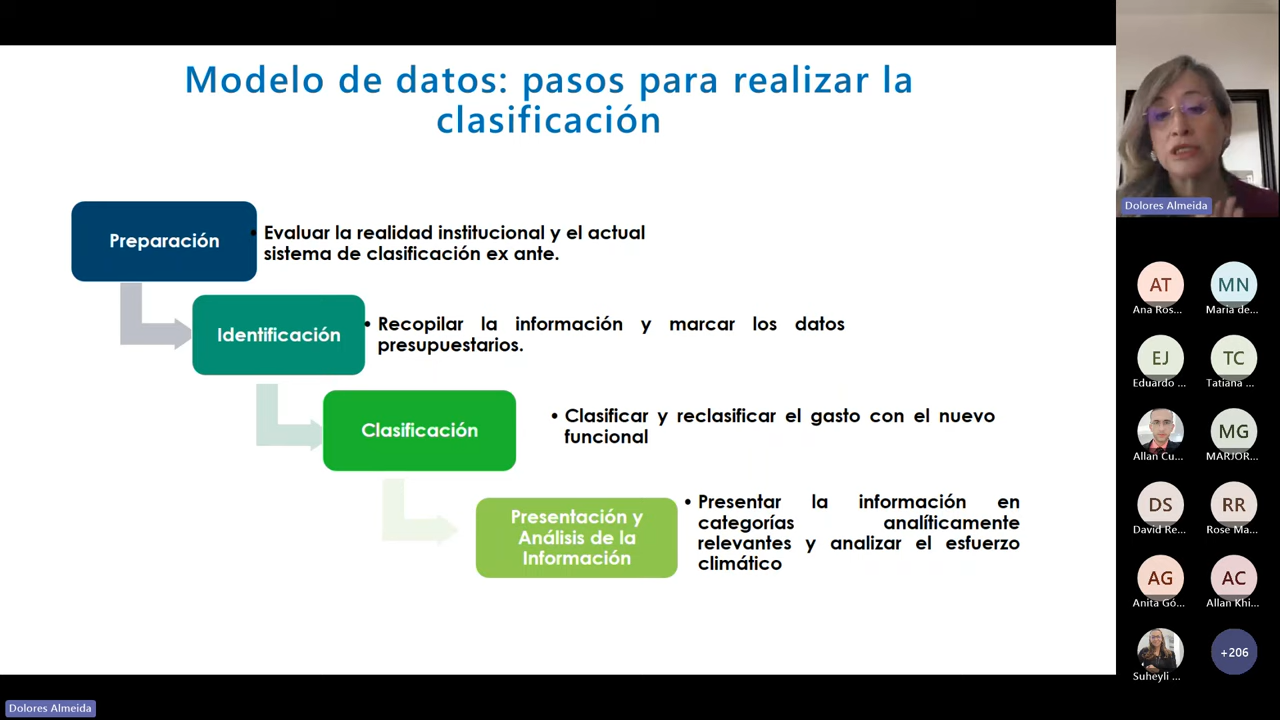 Modelo de datos: pasos para realizar la
clasificación
Preparación
• Evaluar la realidad institucional y el actual
sistema de clasificación ex ante.
Identificación
• Recopilar la información y marcar los datos
presupuestarios.
Clasificación
• Clasificar y reclasificar el gasto con el nuevo
funcional
Presentación y
Análisis de la
Información
• Presentar la información en
categorías analíticamente
relevantes y analizar el esfuerzo
climático
Dolores Almeida
AT
Ana Ros...
MN
Maria de...
EJ
Eduardo ...
TC
Tatiana ...
Allan Cu...
MG
MARJOR...
DS
David Re...
RR
Rose Ma...
AG
Anita Gó...
AC
Allan Khi...
Suheyli ...
+206
Dolores Almeida